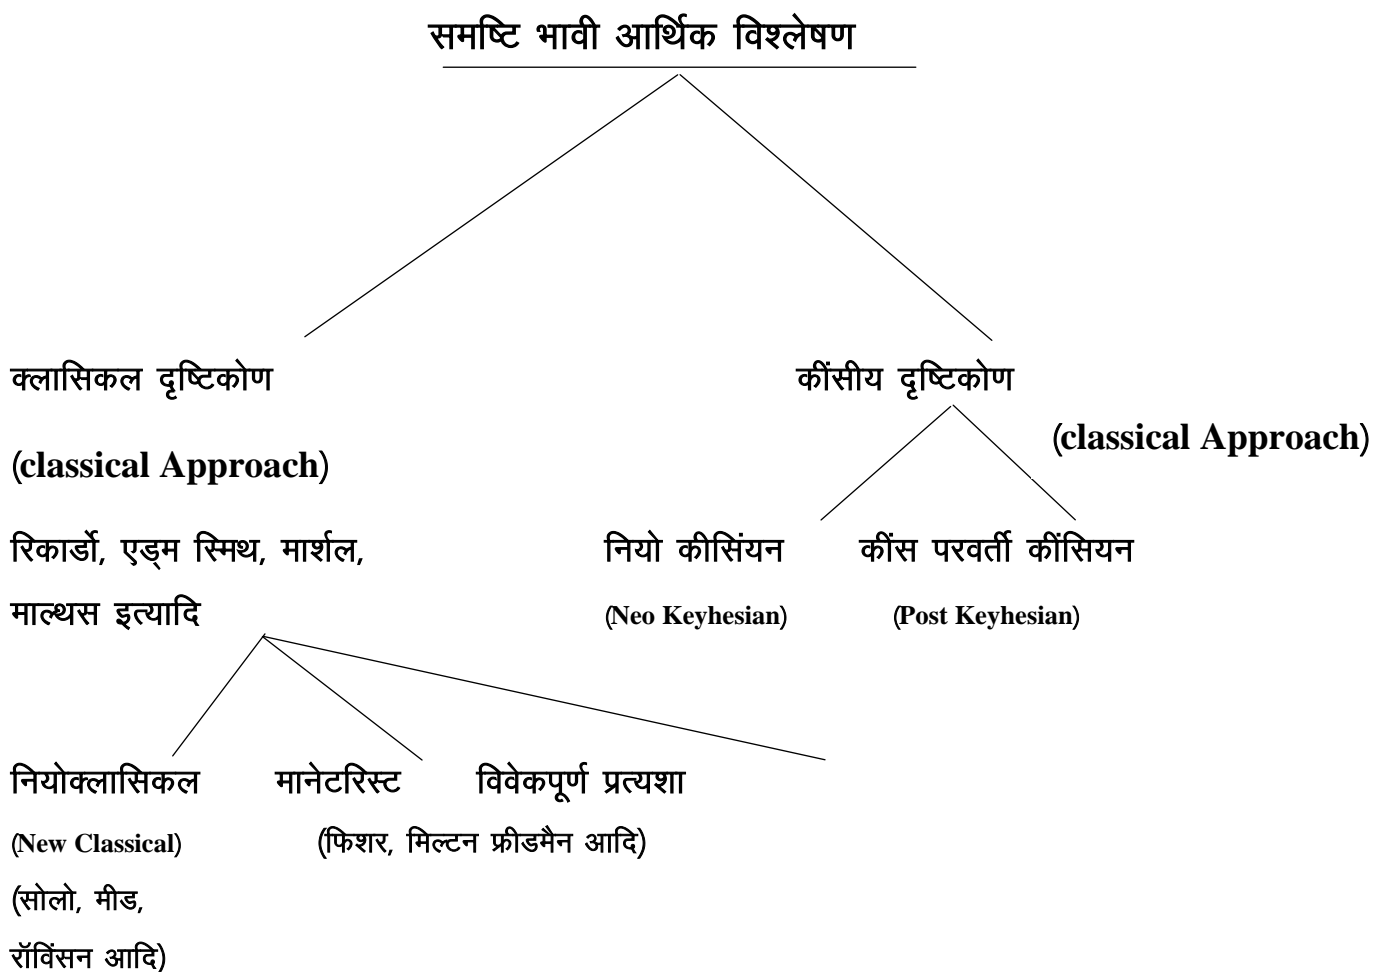 समष्टि भावी आर्थिक विश्लेषण
क्लासिकल दृष्टिकोण
कींसीय दृष्टिकोण
(classical Approach)
(classical Approach)
रिकार्डो, एड्म स्मिथ, मार्शल,
नियो कीसिंयन
कींस परवर्ती कींसियन
माल्थस इत्यादि
(Neo Keyhesian)
(Post Keyhesian)
नियोक्लासिकल
मानेटरिस्ट
विवेकपूर्ण प्रत्यशा
(New Classical)
(फिशर, मिल्टन फ्रीडमैन आदि)
(सोलो, मीड,
रॉविंसन आदि)